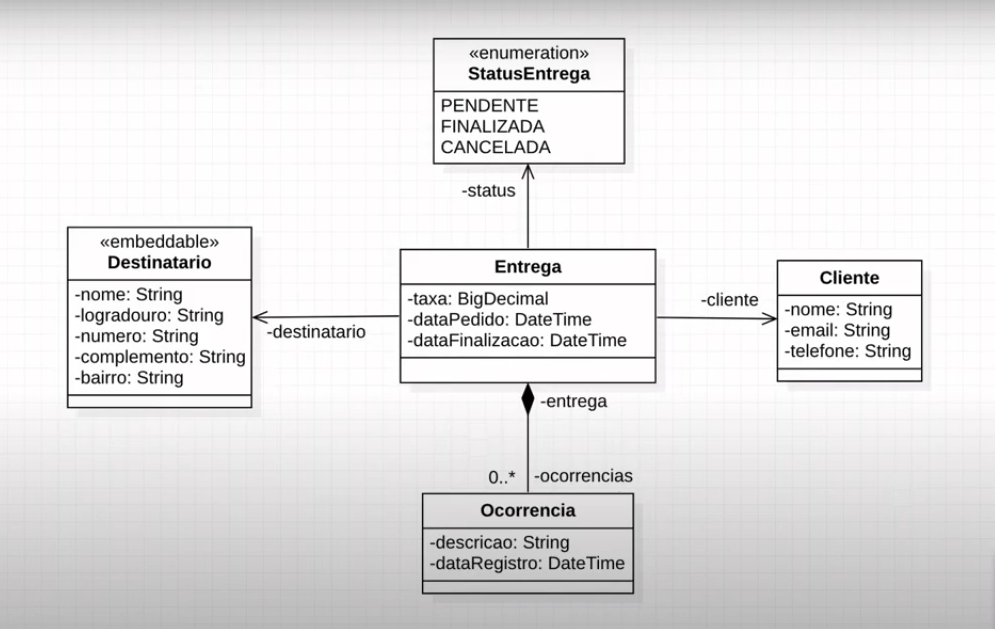 «enumeration»
StatusEntrega
PENDENTE
FINALIZADA
CANCELADA
-status
«embeddable»
Destinatario
-nome: String
-logradouro: String
-numero: String
-complemento: String
-bairro: String
-destinatario
Entrega
-taxa: BigDecimal
-dataPedido: DateTime
-dataFinalizacao: DateTime
-cliente
Cliente
-nome: String
-email: String
-telefone: String
-entrega
0..*
-ocorrencias
Ocorrencia
-descricao: String
-dataRegistro: DateTime